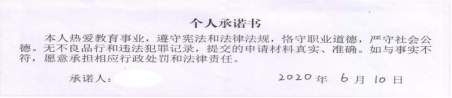 个人承诺书
本人热爱教育事业，遵守宪法和法律法规，恪守职业道德，严守社会公
德。无不良品行和违法犯罪记录，提交的申请材料真实、准确。如与事实不
符，愿意承担相应行政处罚和法律责任。
承诺人： 2020 年 6 月 10 日